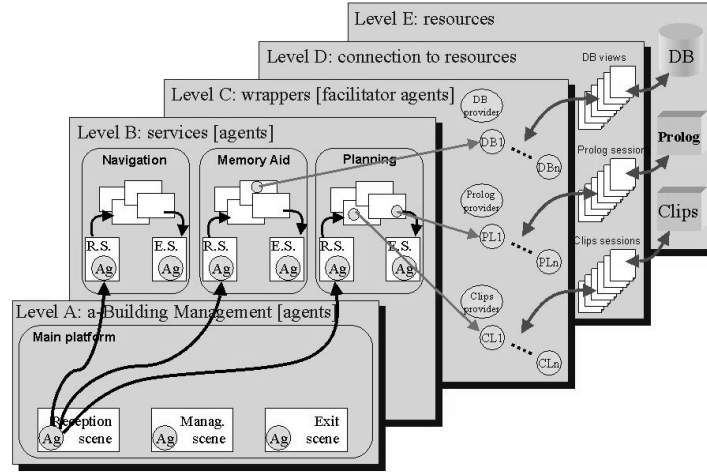 Level E: resources
Level D: connection to resources
DB views
DB
Level C: wrappers [facilitator agents]
DB
provider
DB1
DBn
Level B: services [agents]
Navigation
Memory Aid
Planning
Prolog session
Prolog
Prolog
provider
PL1
PLn
Clips
R.S.
E.S.
R.S.
E.S.
R.S.
E.S.
Ag
Ag
Ag
Ag
Ag
Ag
Clips sessions
Clips
provider
CL1
CLn
Level A: a-Building Management [agents]
Main platform
Reception
scene
Ag
Manag.
scene
Ag
Exit
scene
Ag